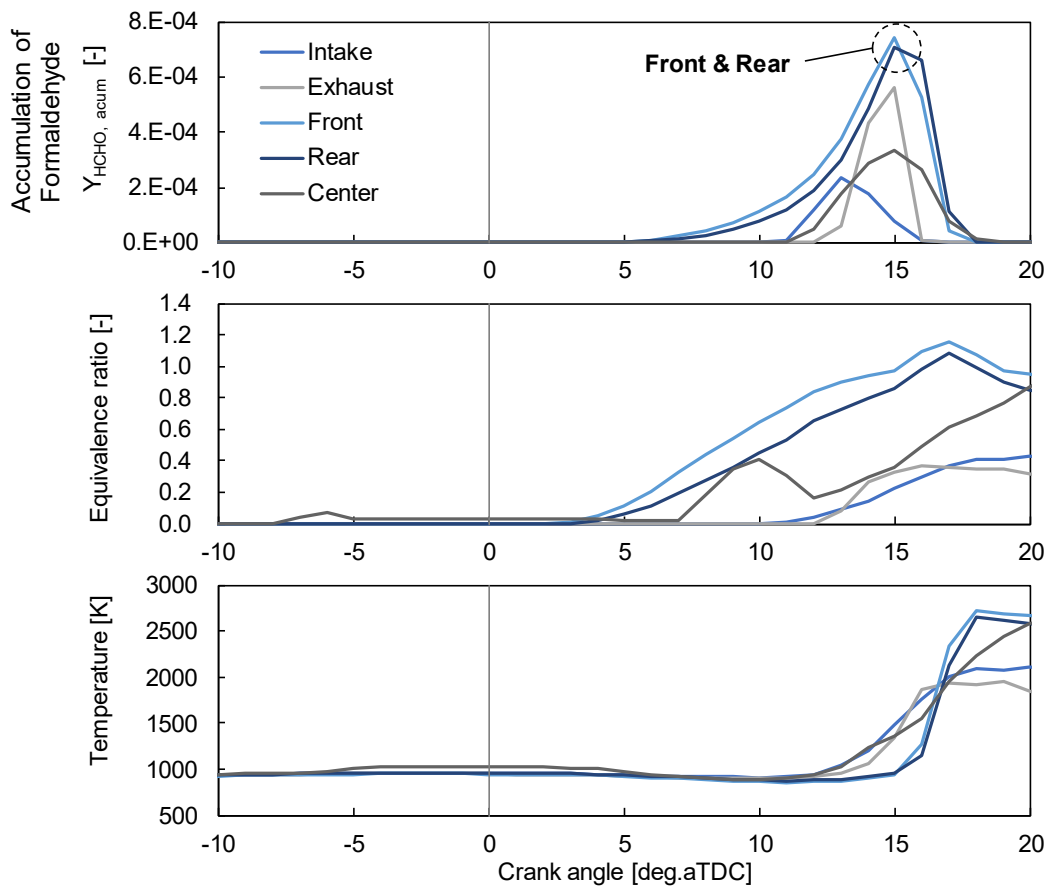 Accumulation of
Formaldehyde
Y_HCHO, acum [-]
8.E-04
6.E-04
4.E-04
2.E-04
0.E+00
Intake
Exhaust
Front
Rear
Center
Front & Rear
-10 -5 0 5 10 15 20
Equivalence ratio [-]
1.4
1.2
1.0
0.8
0.6
0.4
0.2
0.0
-10 -5 0 5 10 15 20
Temperature [K]
3000
2500
2000
1500
1000
500
-10 -5 0 5 10 15 20
Crank angle [deg.aTDC]